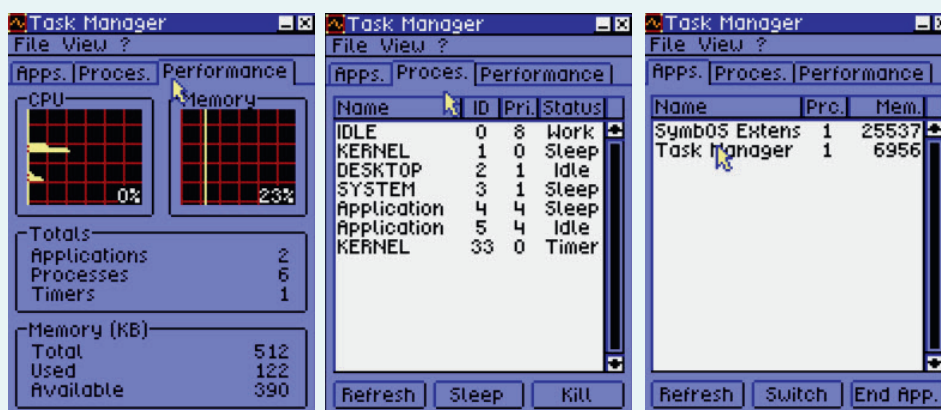 Task Manager
File View ?
Apps. Proces. Performance
CPU Memory
0% 23%
Totals
Applications 2
Processes 6
Timers 1
Memory (KB)
Total 512
Used 122
Available 390
Task Manager
File View ?
Apps. Proces. Performance
Name ID Pri. Status
IDLE 0 8 Work
KERNEL 1 0 Sleep
DESKTOP 2 1 Idle
SYSTEM 3 1 Sleep
Application 4 4 Sleep
Application 5 4 Idle
KERNEL 33 0 Timer
Refresh Sleep Kill
Task Manager
File View ?
Apps. Proces. Performance
Name Prc. Mem.
SymbOS Extens 1 25537
Task Manager 1 6956
Refresh Switch End App.